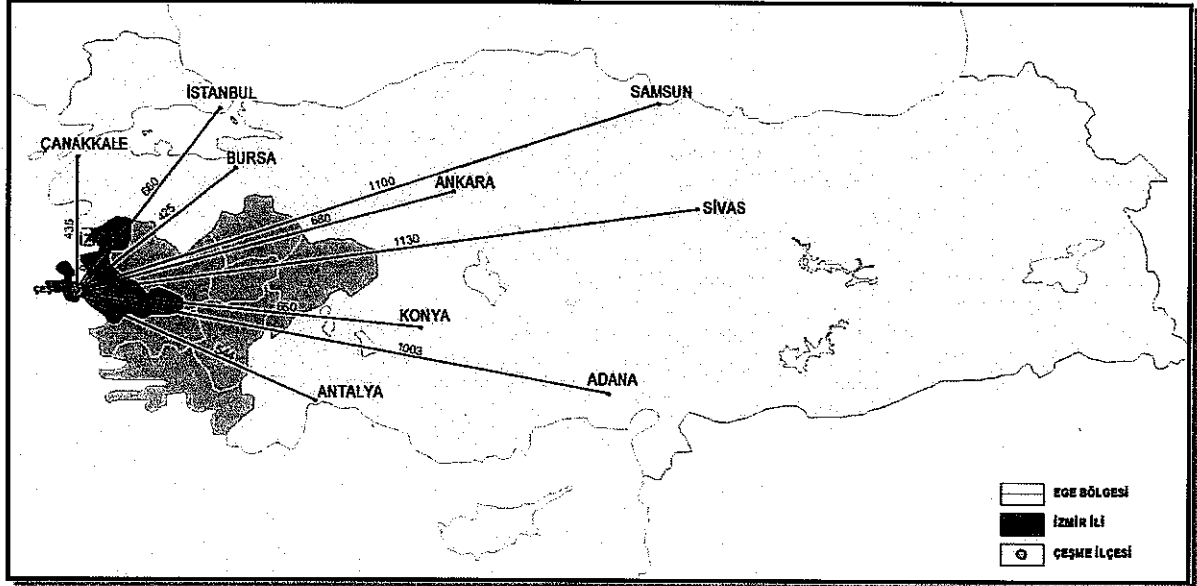 İSTANBUL
SAMSUN
ÇANAKKALE
BURSA
ANKARA
SİVAS
660
425
1100
680
435
1130
KONYA
650
1003
ADANA
ANTALYA
EGE BÖLGESİ
İZMİR İLİ
ÇEŞME İLÇESİ